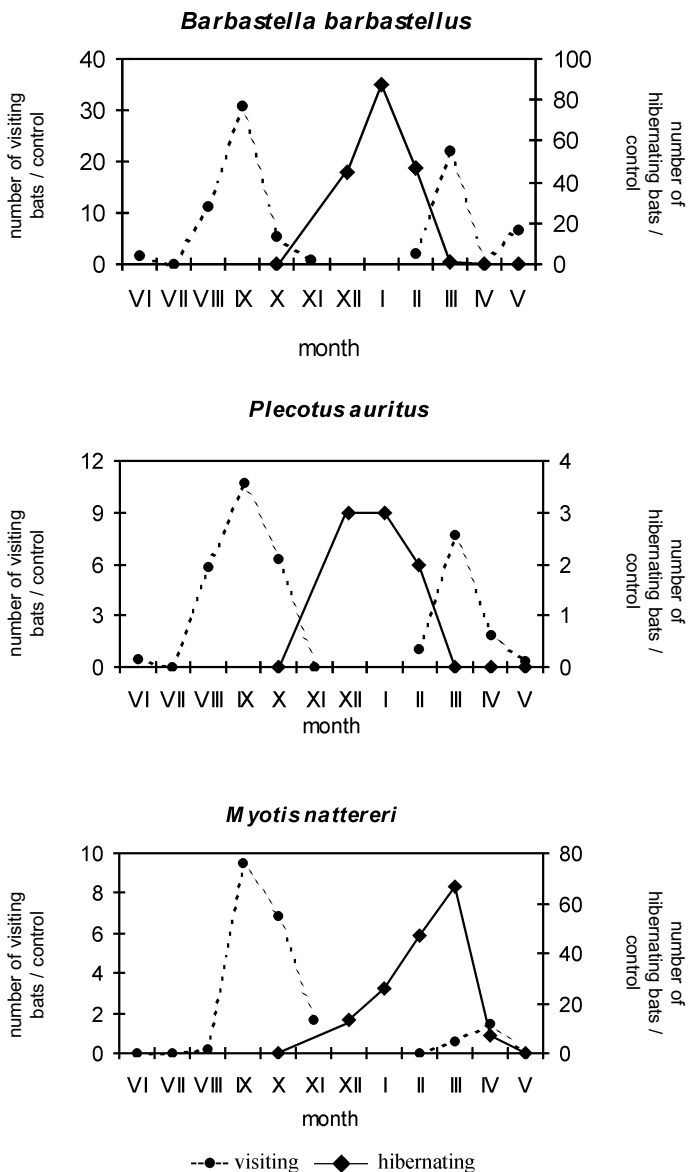 Barbastella barbastellus
number of visiting
bats / control
40
30
20
10
0
100
80
60
40
20
0
number of
hibernating bats /
control
VI VII VIII IX X XI XII I II III IV V
month
Plecotus auritus
number of visiting
bats / control
12
9
6
3
0
4
3
2
1
0
number of
hibernating bats /
control
VI VII VIII IX X XI XII I II III IV V
month
Myotis nattereri
number of visiting
bats / control
10
8
6
4
2
0
80
60
40
20
0
number of
hibernating bats /
control
VI VII VIII IX X XI XII I II III IV V
month
visiting hibernating